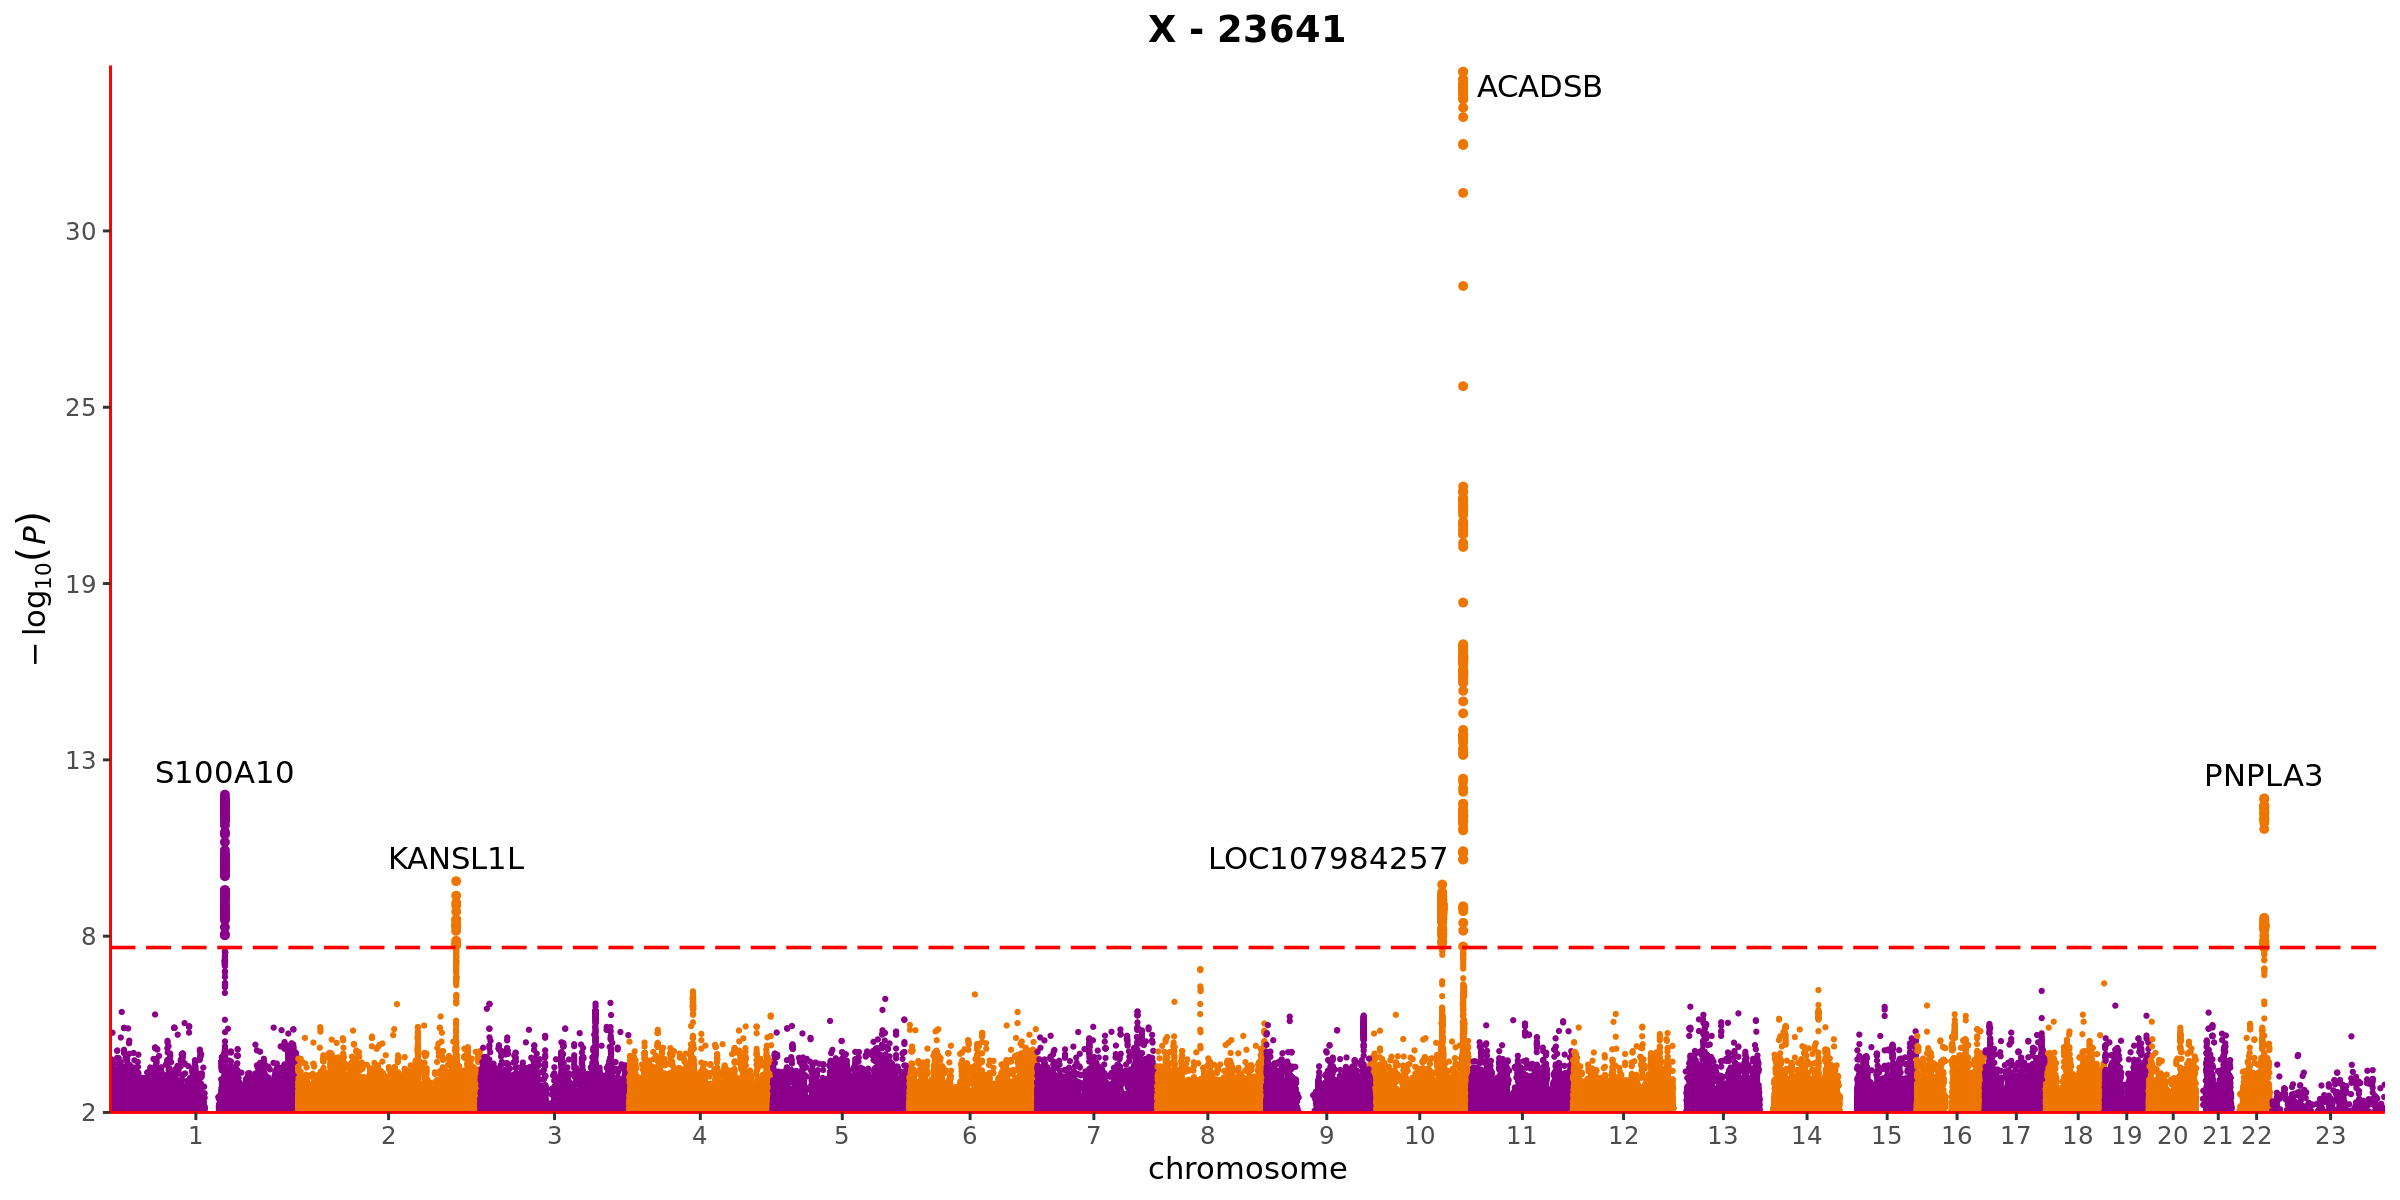 X - 23641
ACADSB
30
25
− log10(P)
19
S100A10
PNPLA3
13
KANSL1L
LOC107984257
8
2
1 2 3 4 5 6 7 8 9 10 11 12 13 14 15 16 17 18 19 20 21 22 23
chromosome